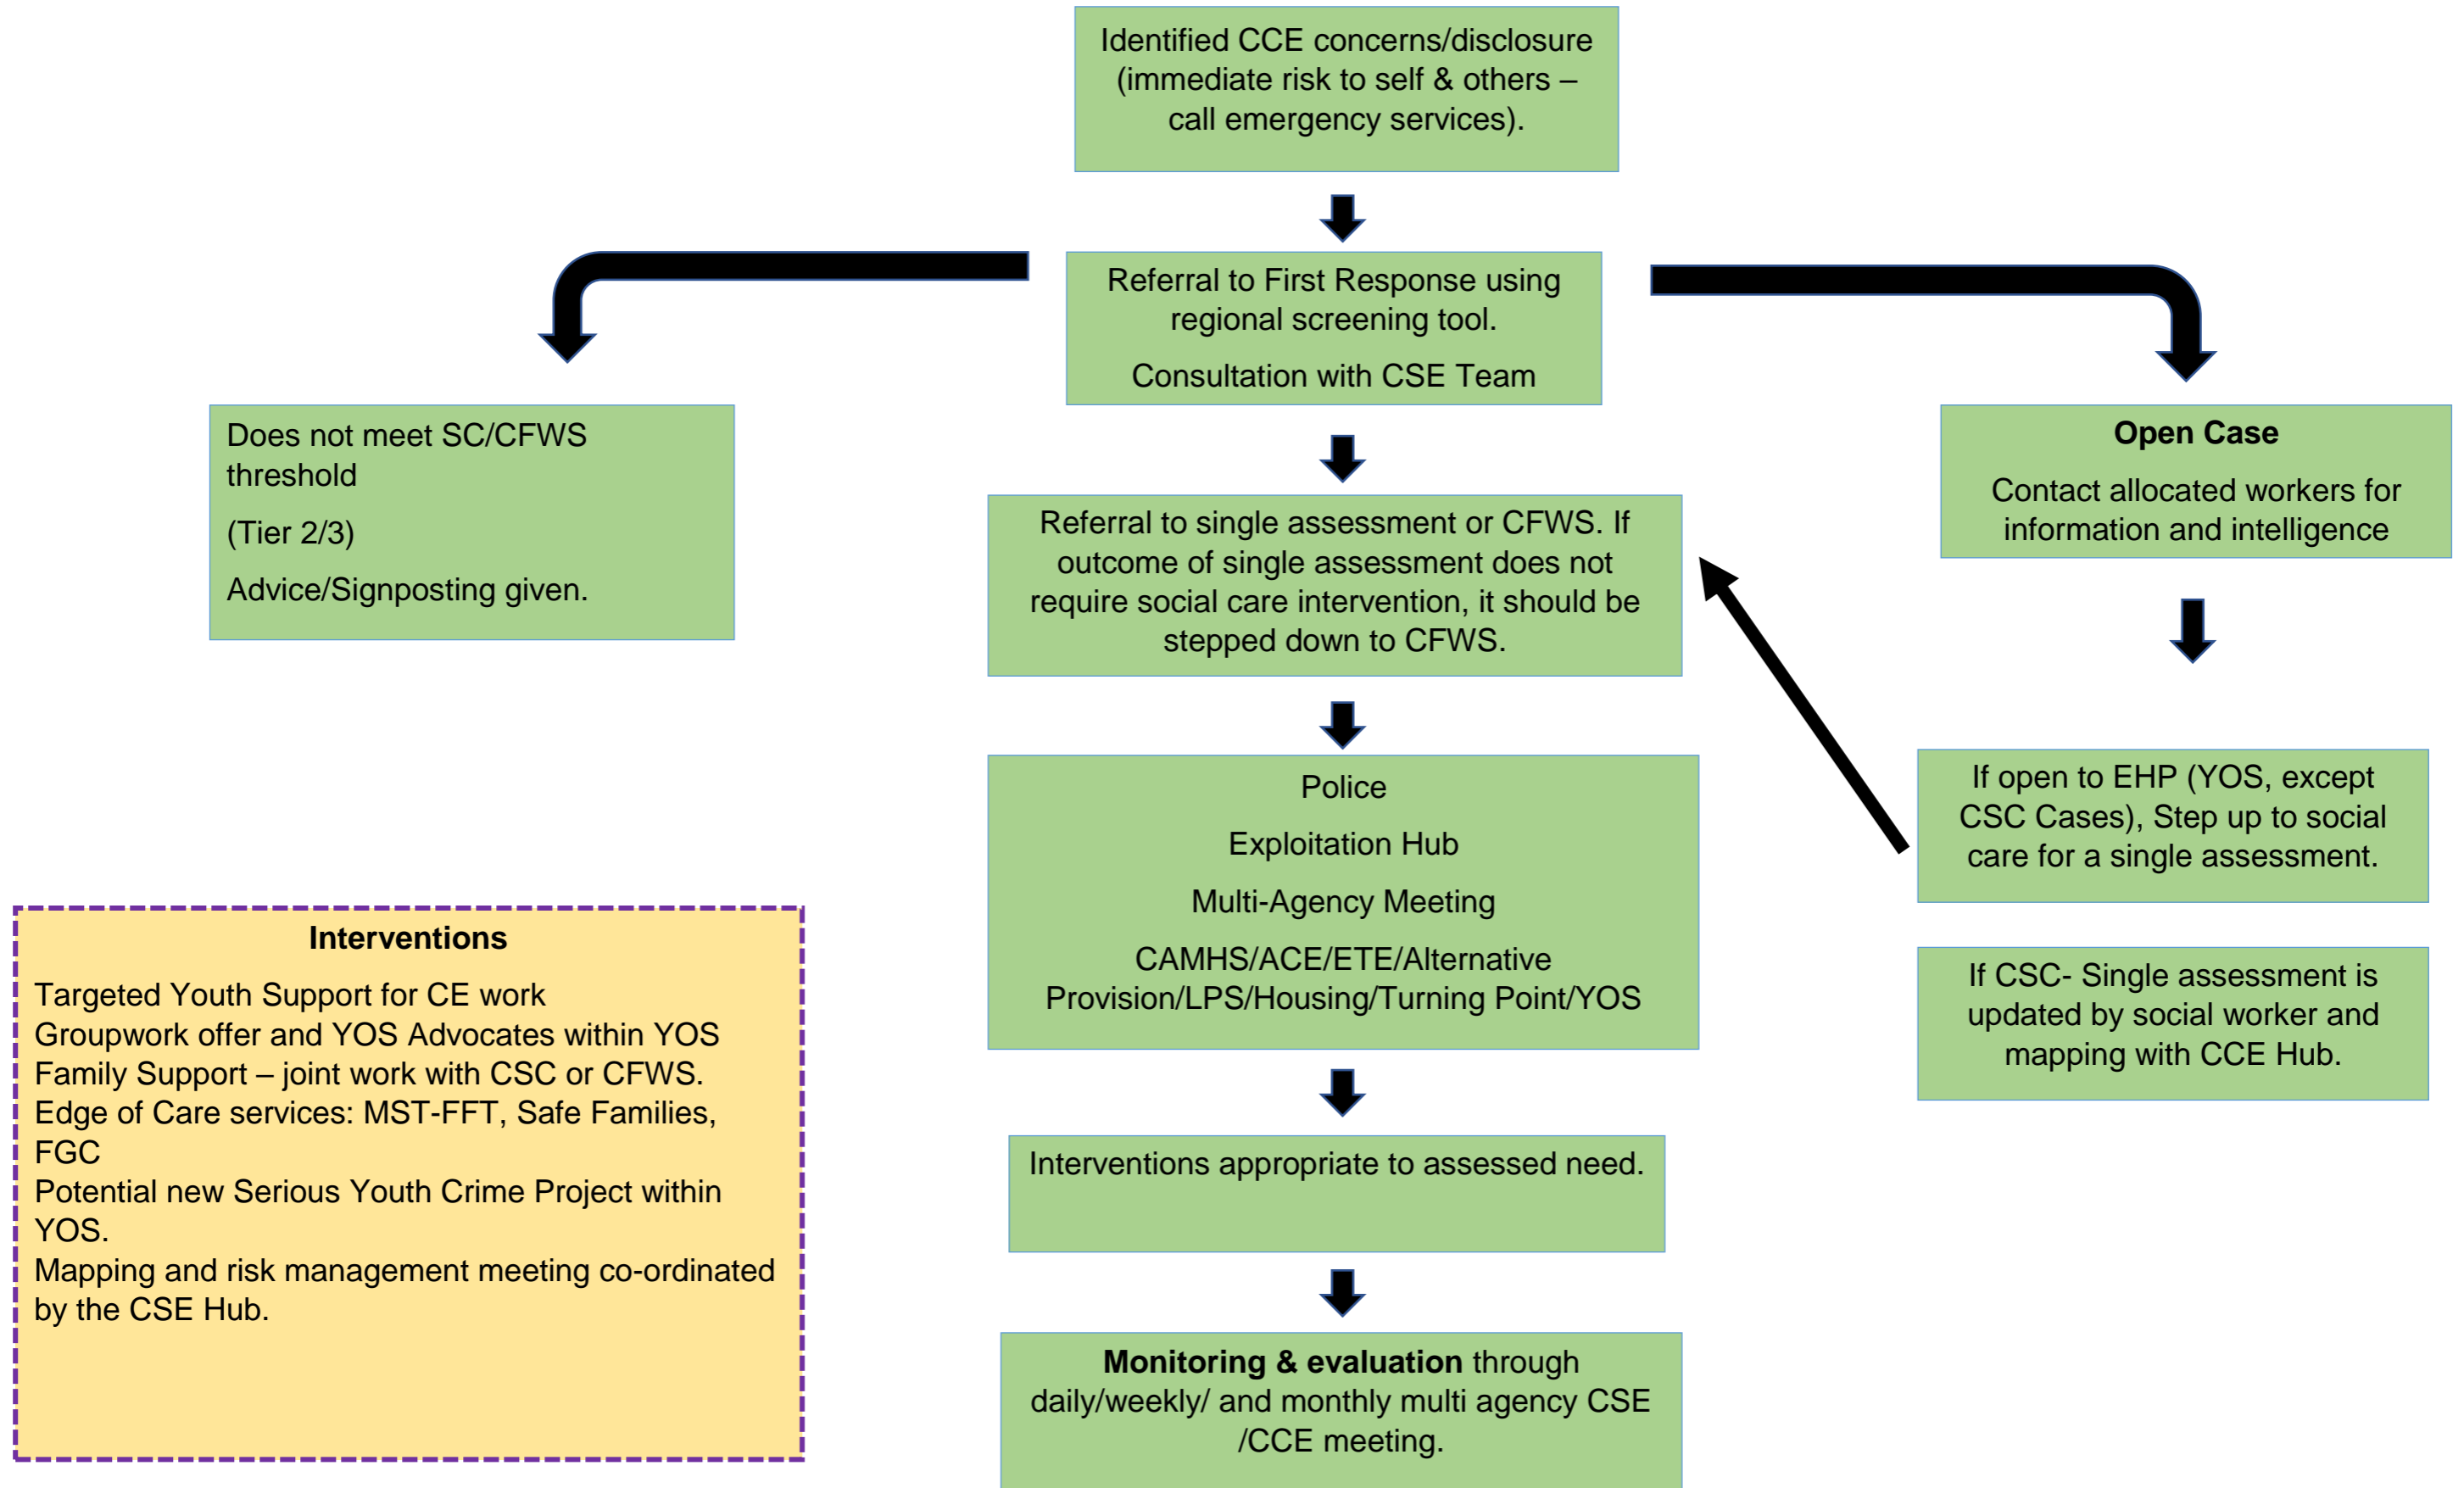 Identified CCE concerns/disclosure
(immediate risk to self & others –
call emergency services).
Referral to First Response using
regional screening tool.
Consultation with CSE Team
Does not meet SC/CFWS
threshold
(Tier 2/3)
Advice/Signposting given.
Open Case
Contact allocated workers for
information and intelligence
Referral to single assessment or CFWS. If
outcome of single assessment does not
require social care intervention, it should be
stepped down to CFWS.
If open to EHP (YOS, except
CSC Cases), Step up to social
care for a single assessment.
If CSC- Single assessment is
updated by social worker and
mapping with CCE Hub.
Police
Exploitation Hub
Multi-Agency Meeting
CAMHS/ACE/ETE/Alternative
Provision/LPS/Housing/Turning Point/YOS
Interventions
Targeted Youth Support for CE work
Groupwork offer and YOS Advocates within YOS
Family Support – joint work with CSC or CFWS.
Edge of Care services: MST-FFT, Safe Families,
FGC
Potential new Serious Youth Crime Project within
YOS.
Mapping and risk management meeting co-ordinated
by the CSE Hub.
Interventions appropriate to assessed need.
Monitoring & evaluation through
daily/weekly/ and monthly multi agency CSE
/CCE meeting.